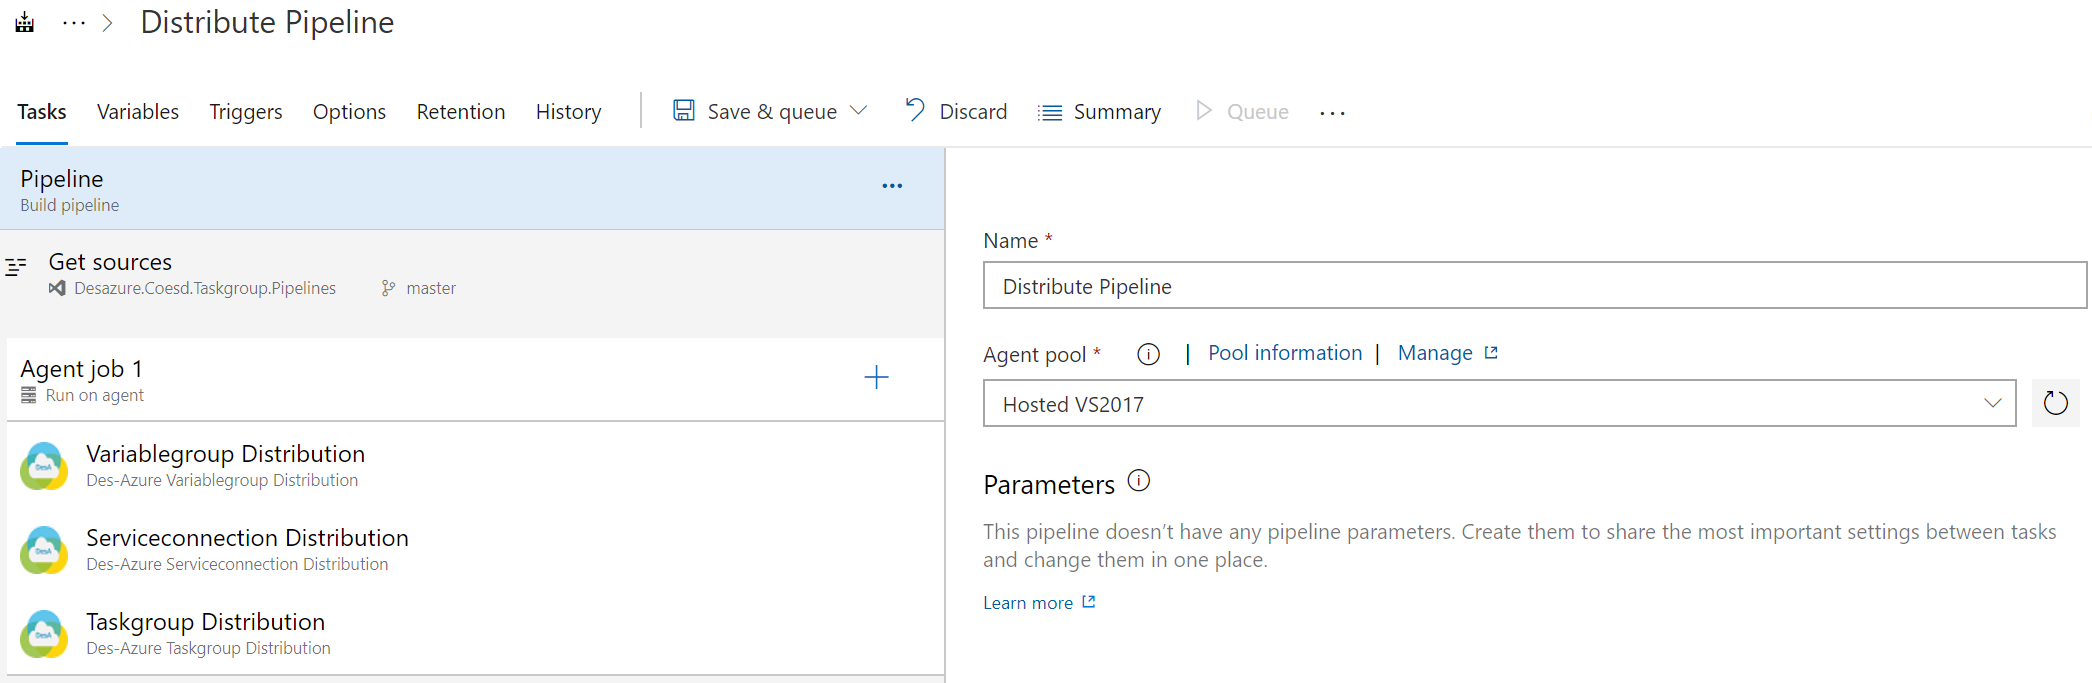 Distribute Pipeline
Tasks Variables Triggers Options Retention History Save & queue Discard Summary Queue ...
Pipeline
Build pipeline
Get sources
Desazure.Coesd.Taskgroup.Pipelines master
Agent job 1
Run on agent
Variablegroup Distribution
Des-Azure Variablegroup Distribution
Serviceconnection Distribution
Des-Azure Serviceconnection Distribution
Taskgroup Distribution
Des-Azure Taskgroup Distribution
Name *
Distribute Pipeline
Agent pool * | Pool information | Manage
Hosted VS2017
Parameters
This pipeline doesn't have any pipeline parameters. Create them to share the most important settings between tasks
and change them in one place.
Learn more